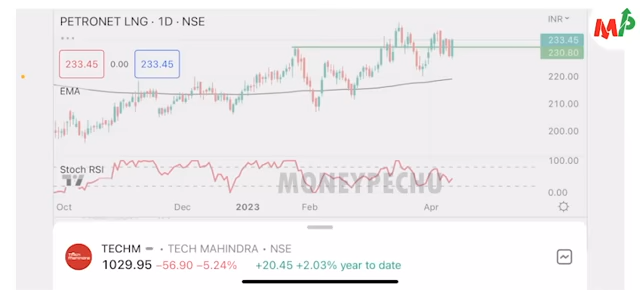 PETRONET LNG · 1D · NSE
INR
MP
233.45
0.00
233.45
233.45
230.80
EMA
220.00
210.00
200.00
Stoch RSI
100.00
MONEYPECHU
0.00
Oct
Dec
2023
Feb
Apr
TECHM
TECH MAHINDRA · NSE
1029.95 −56.90 −5.24% +20.45 +2.03% year to date